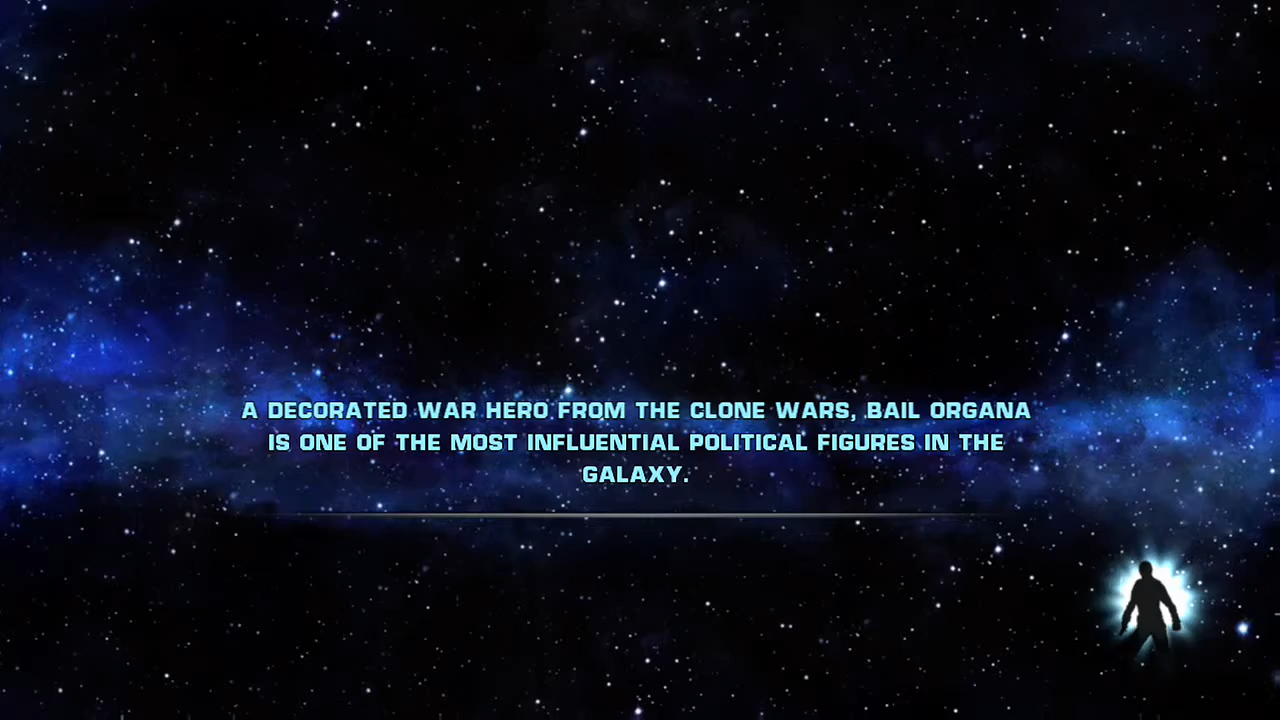 A DECORATED WAR HERO FROM THE CLONE WARS, BAIL ORGANA
IS ONE OF THE MOST INFLUENTIAL POLITICAL FIGURES IN THE
GALAXY.